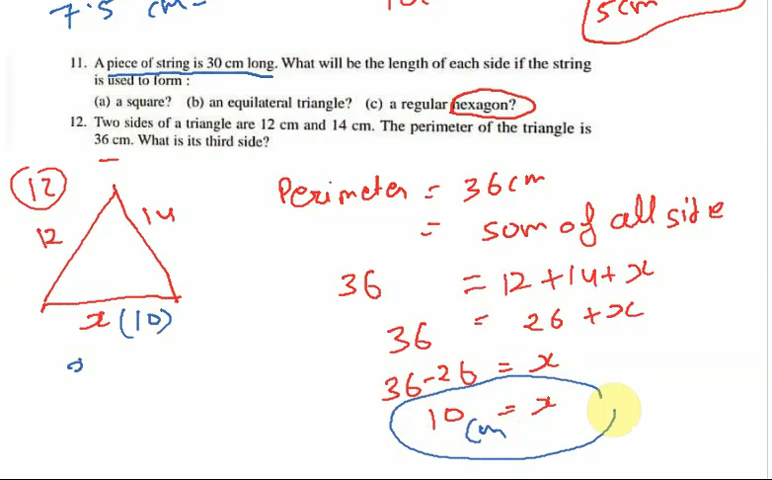 7.5 cm
5cm
11. A piece of string is 30 cm long. What will be the length of each side if the string
is used to form :
(a) a square? (b) an equilateral triangle? (c) a regular hexagon?
12. Two sides of a triangle are 12 cm and 14 cm. The perimeter of the triangle is
36 cm. What is its third side?
12
Perimeter = 36cm
= som of all side
12
14
36 = 12+14+x
x (10)
36 = 26 + x
36-26 = x
10 cm = x